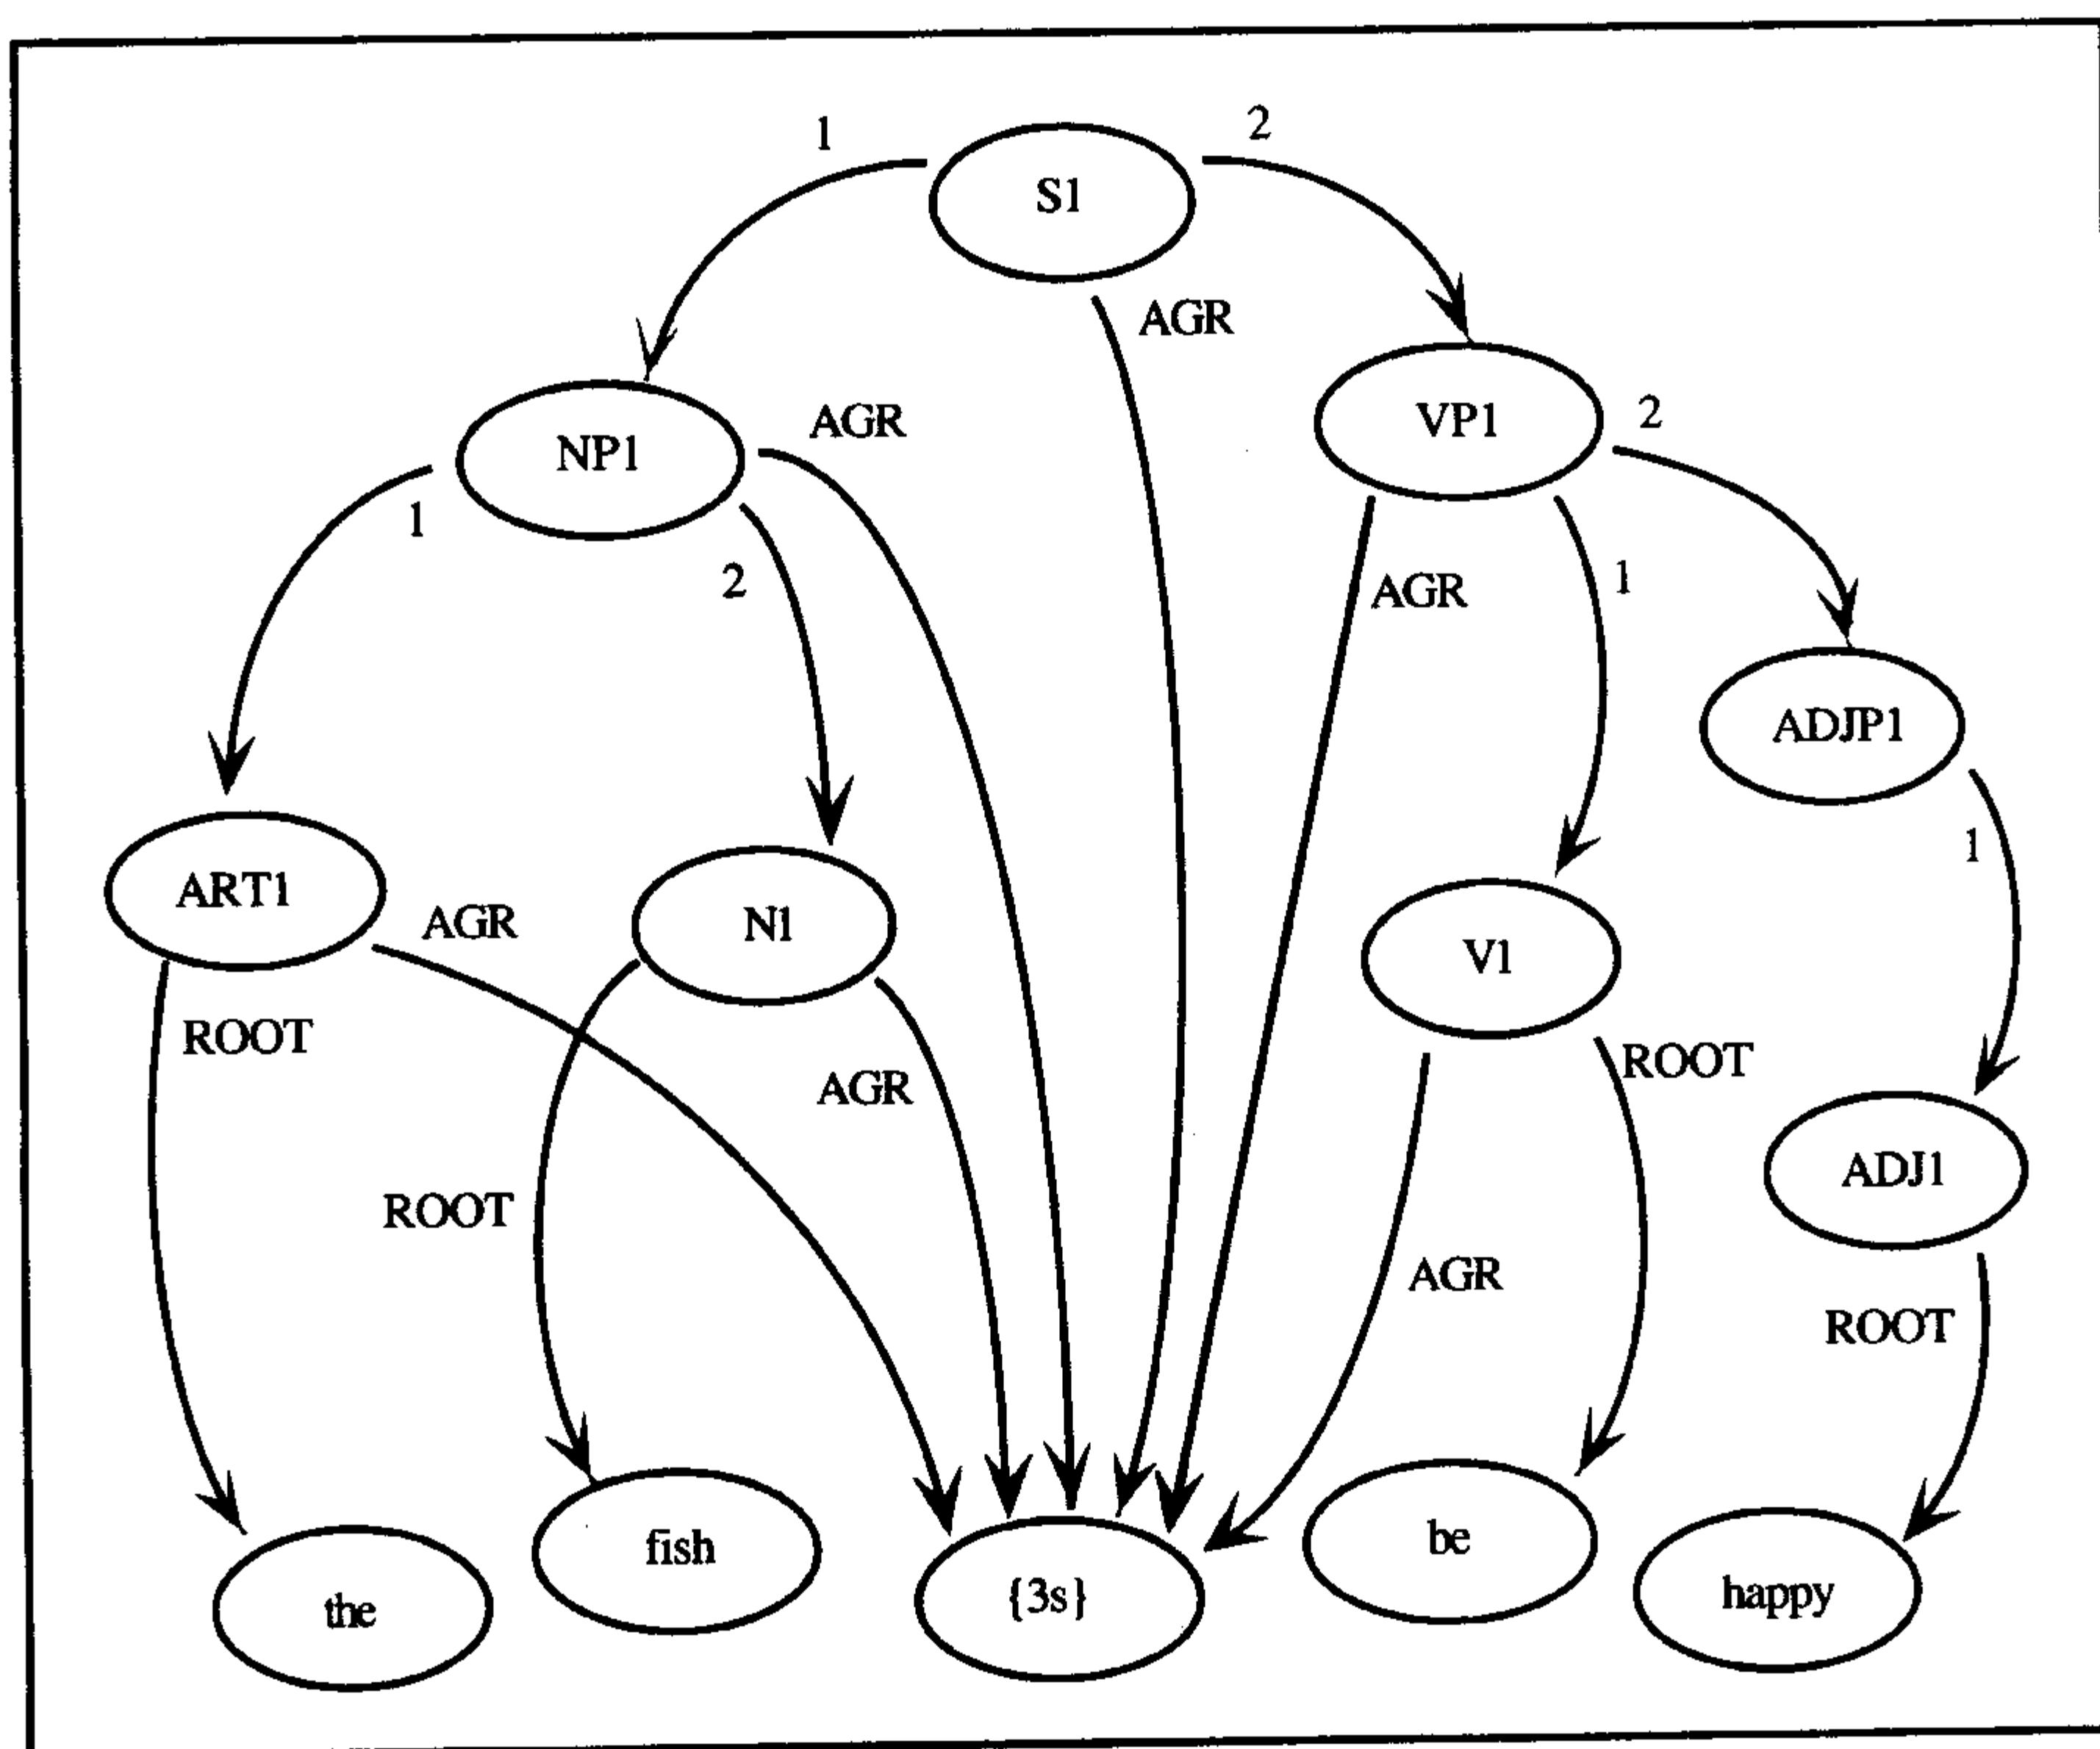 1
2
S1
AGR
NP1
AGR
VP1
2
1
2
AGR
1
ADJP1
1
ART1
AGR
N1
V1
ROOT
AGR
ROOT
ADJ1
ROOT
AGR
ROOT
the
fish
{3s}
be
happy